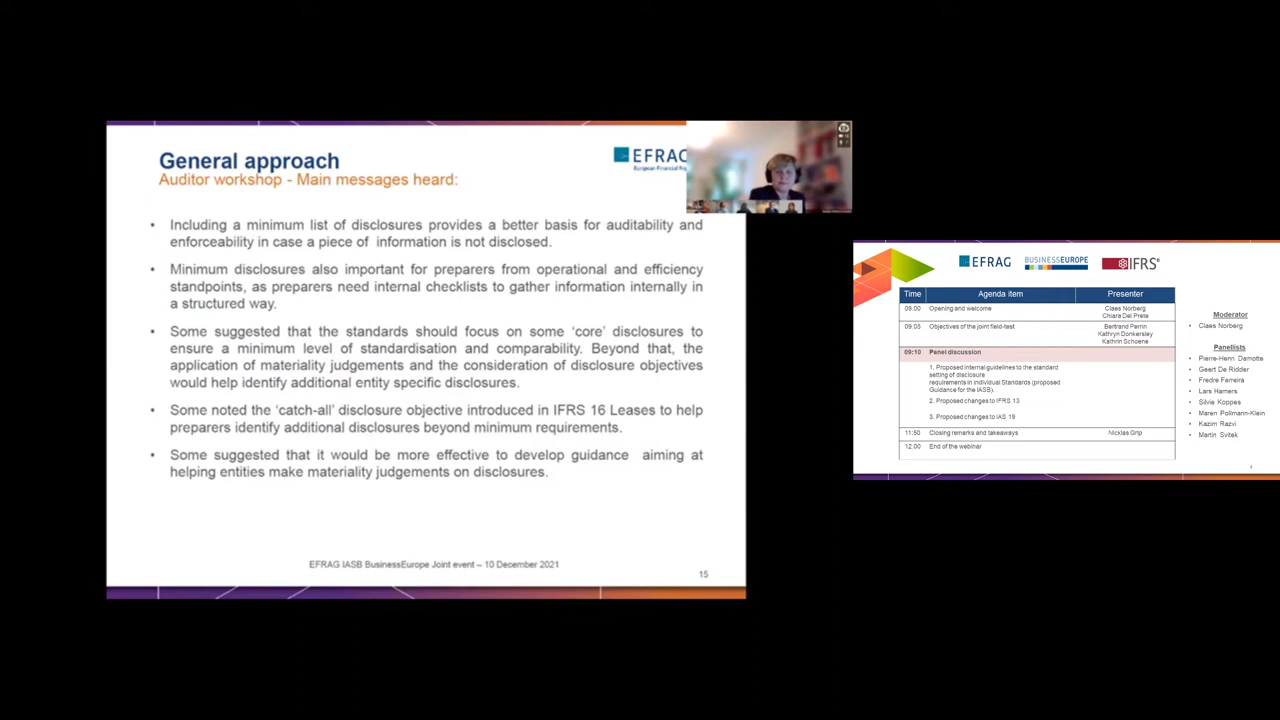 General approach
Auditor workshop - Main messages heard:
EFRAG
• Including a minimum list of disclosures provides a better basis for auditability and
enforceability in case a piece of information is not disclosed.
• Minimum disclosures also important for preparers from operational and efficiency
standpoints, as preparers need internal checklists to gather information internally in
a structured way.
• Some suggested that the standards should focus on some ‘core’ disclosures to
ensure a minimum level of standardisation and comparability. Beyond that, the
application of materiality judgements and the consideration of disclosure objectives
would help identify additional entity specific disclosures.
• Some noted the ‘catch-all’ disclosure objective introduced in IFRS 16 Leases to help
preparers identify additional disclosures beyond minimum requirements.
• Some suggested that it would be more effective to develop guidance aiming at
helping entities make materiality judgements on disclosures.
EFRAG IASB BusinessEurope Joint event – 10 December 2021
15
EFRAG BUSINESSEUROPE IFRS®
Time Agenda item Presenter
09:00 Opening and welcome Claes Norberg
Chiara Del Prete
09:05 Objectives of the joint field-test Bertrand Perrin
Kathryn Donkersley
Kathrin Schoene
09:10 Panel discussion
1. Proposed internal guidelines to the standard
setting of disclosure
requirements in individual Standards (proposed
Guidance for the IASB).
2. Proposed changes to IFRS 13
3. Proposed changes to IAS 19
11:50 Closing remarks and takeaways Nicklas Grip
12:00 End of the webinar
Moderator
• Claes Norberg
Panellists
• Pierre-Henri Damotte
• Geert De Ridder
• Fredre Ferreira
• Lars Hamers
• Silvie Koppes
• Maren Pollmann-Klein
• Kazim Razvi
• Martin Svitek